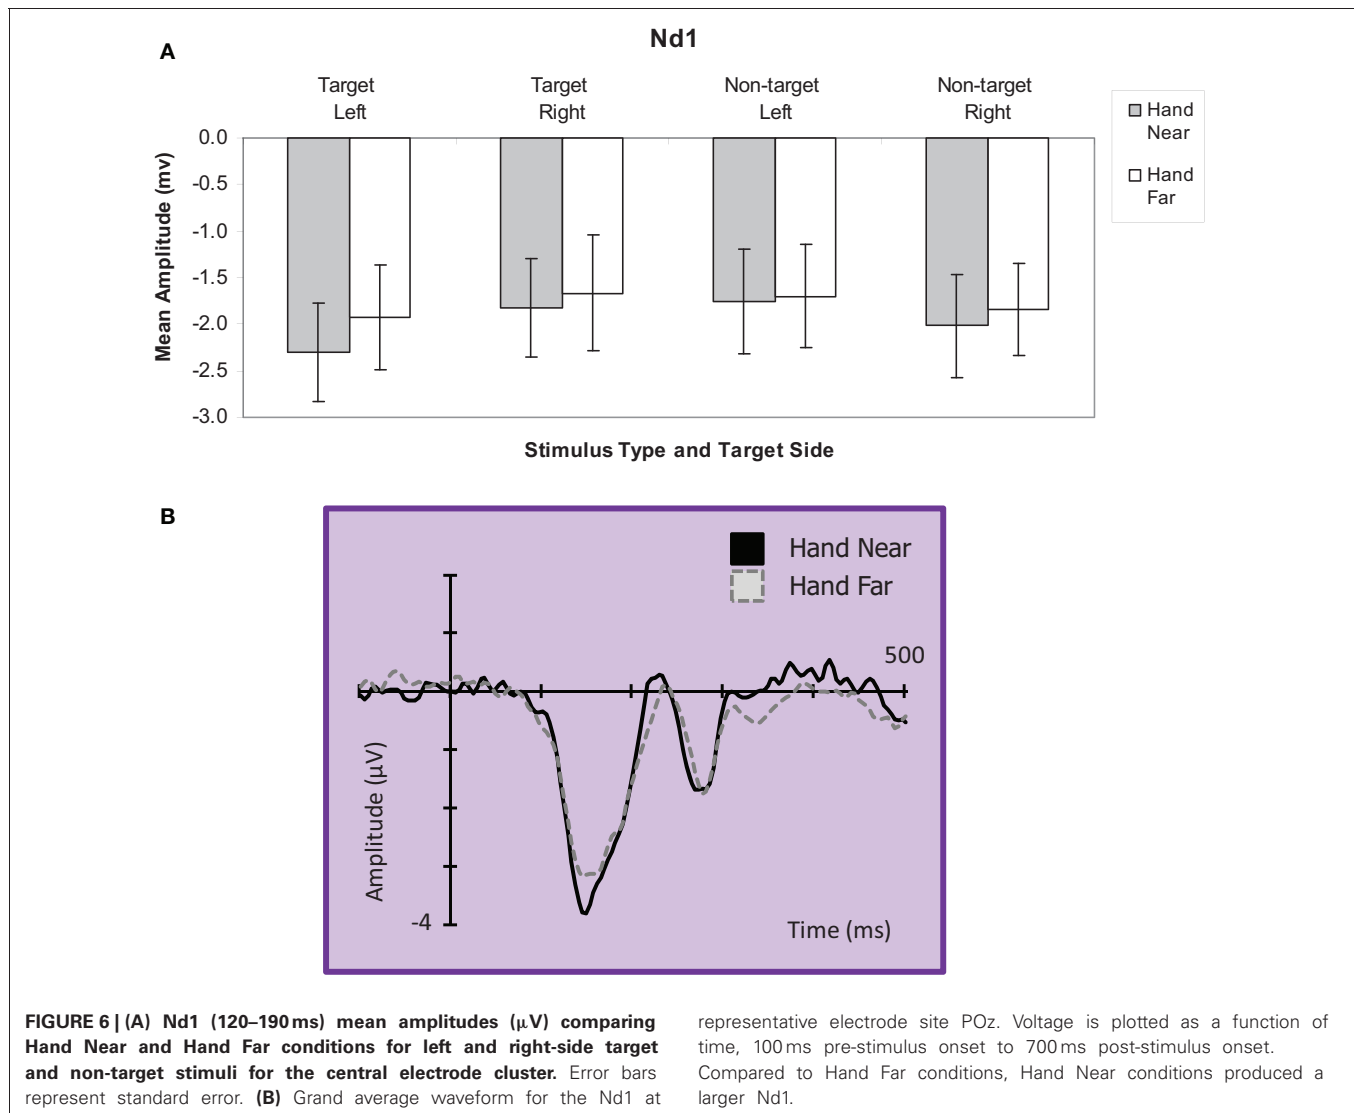 A
Nd1
Target
Left
Target
Right
Non-target
Left
Non-target
Right
Hand
Near
Hand
Far
0.0
-0.5
-1.0
-1.5
-2.0
-2.5
-3.0
Mean Amplitude (mv)
Stimulus Type and Target Side
B
Hand Near
Hand Far
500
Amplitude (μV)
-4
Time (ms)
FIGURE 6 | (A) Nd1 (120–190 ms) mean amplitudes (μV) comparing
Hand Near and Hand Far conditions for left and right-side target
and non-target stimuli for the central electrode cluster. Error bars
represent standard error. (B) Grand average waveform for the Nd1 at
representative electrode site POz. Voltage is plotted as a function of
time, 100 ms pre-stimulus onset to 700 ms post-stimulus onset.
Compared to Hand Far conditions, Hand Near conditions produced a
larger Nd1.